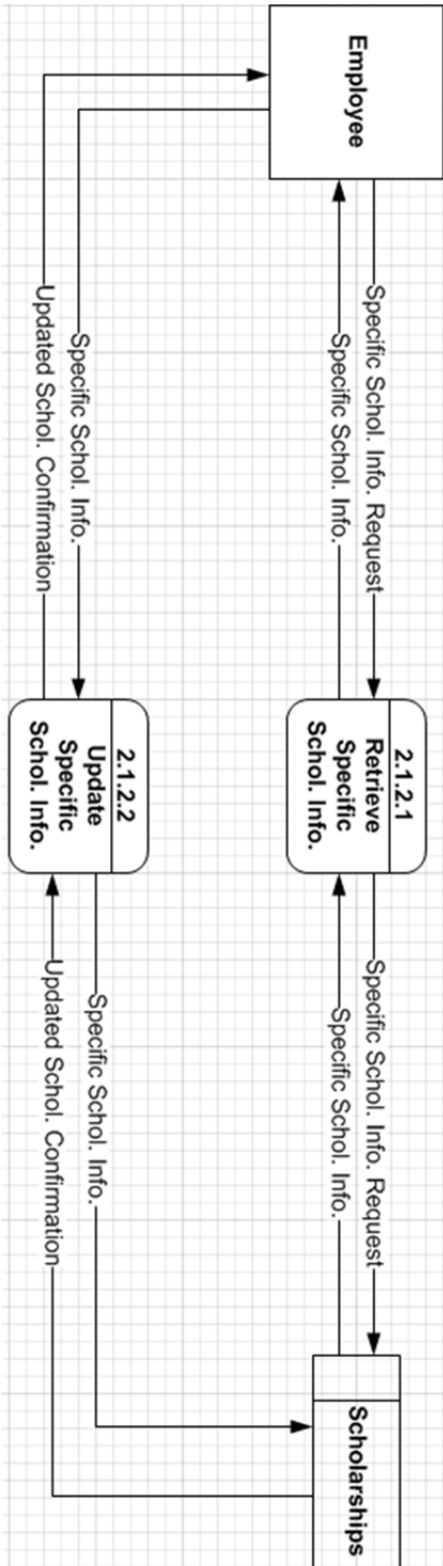 Employee
Specific Schol. Info. Request
Specific Schol. Info.
2.1.2.1
Retrieve
Specific
Schol. Info.
Specific Schol. Info. Request
Specific Schol. Info.
Scholarships
Specific Schol. Info.
Updated Schol. Confirmation
2.1.2.2
Update
Specific
Schol. Info.
Specific Schol. Info.
Updated Schol. Confirmation